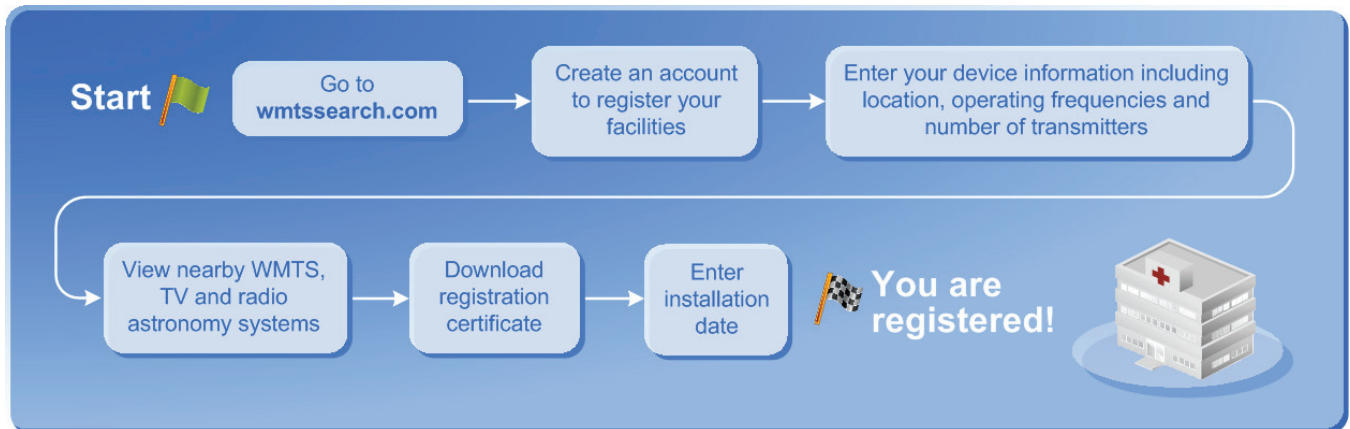 Start
Go to
wmtssearch.com
Create an account
to register your
facilities
Enter your device information including
location, operating frequencies and
number of transmitters
View nearby WMTS,
TV and radio
astronomy systems
Download
registration
certificate
Enter
installation
date
You are
registered!